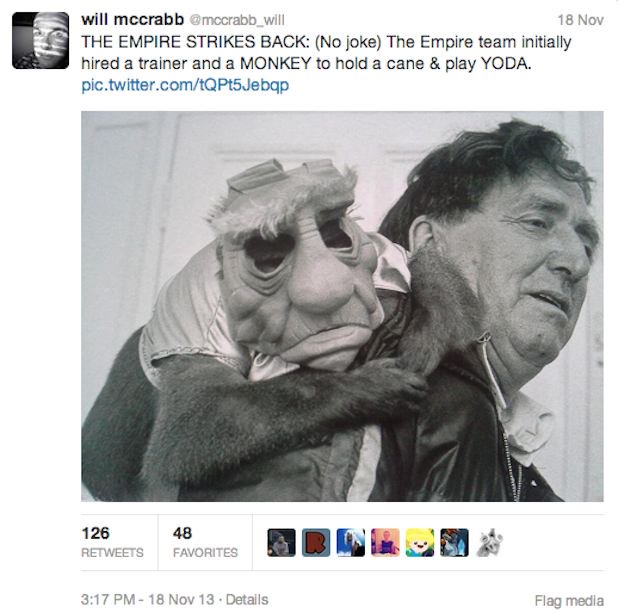 will mccrabb @mccrabb_will 18 Nov
THE EMPIRE STRIKES BACK: (No joke) The Empire team initially
hired a trainer and a MONKEY to hold a cane & play YODA.
pic.twitter.com/tQPt5Jebqp
126 48
RETWEETS FAVORITES
R
3:17 PM - 18 Nov 13 · Details Flag media